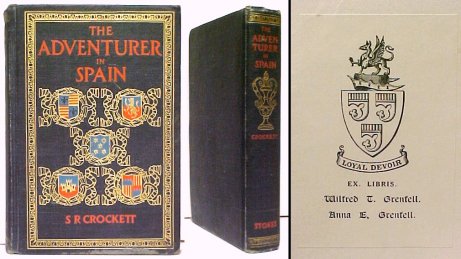 THE
ADVENTURER
IN
SPAIN
S R CROCKETT
THE
ADVEN
TURER
IN
SPAIN
CROCKETT
STOKES
LOYAL DEVOIR
EX. LIBRIS.
Wilfred T. Grenfell.
Anna E. Grenfell.